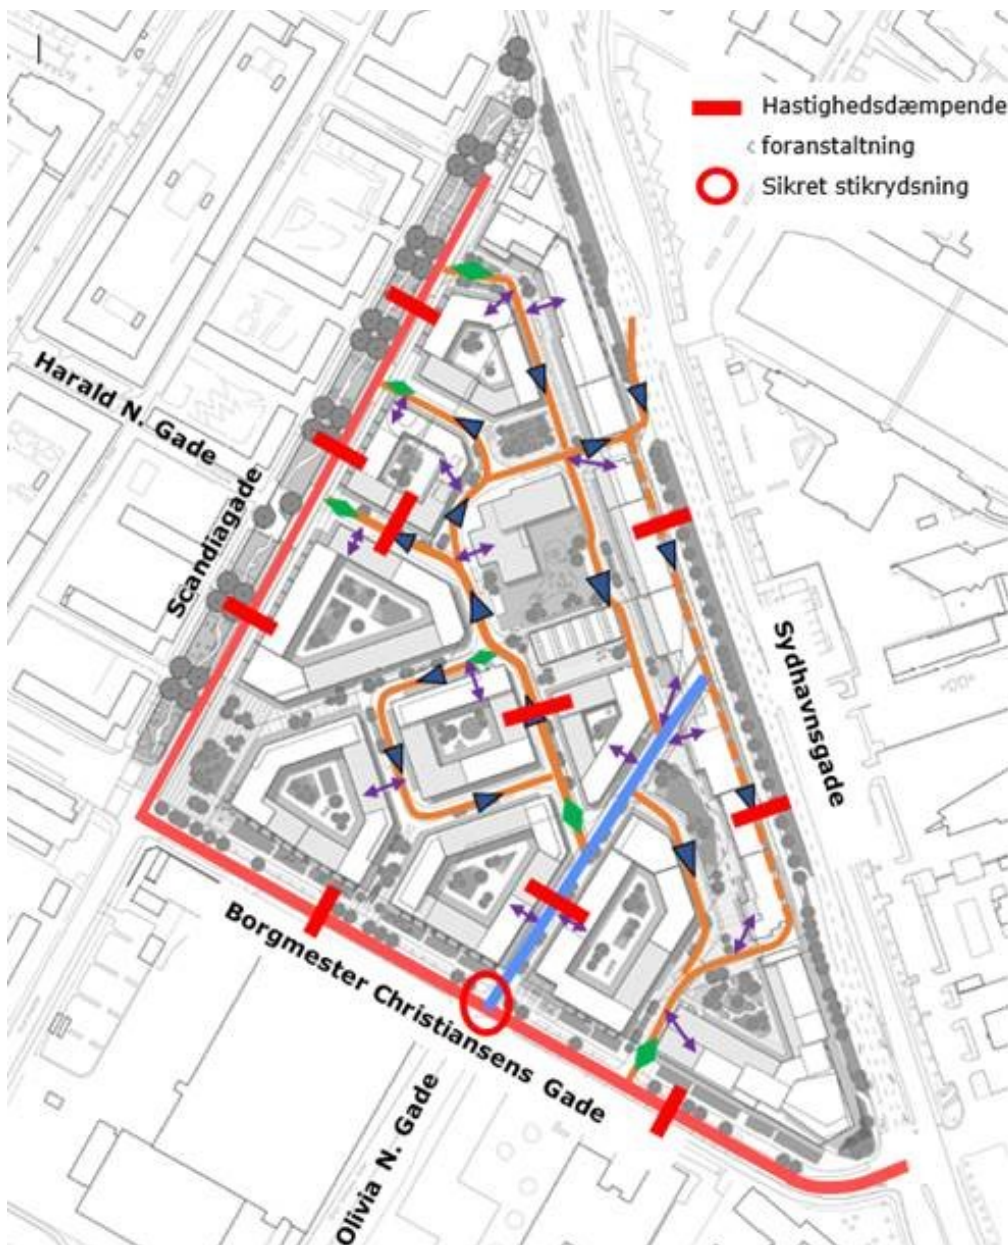 Hastighedsdæmpende
foranstaltning
Sikret stikrydsning
Harald N. Gade
Scandiagade
Sydhavnsgade
Borgmester Christiansens Gade
Olivia N. Gade